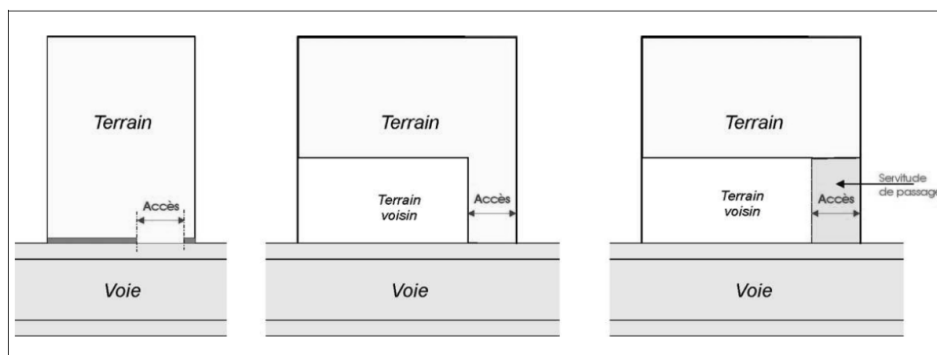 Terrain
Accès
Voie
Terrain
Terrain
voisin
Accès
Voie
Terrain
Servitude
de passage
Terrain
voisin
Accès
Voie